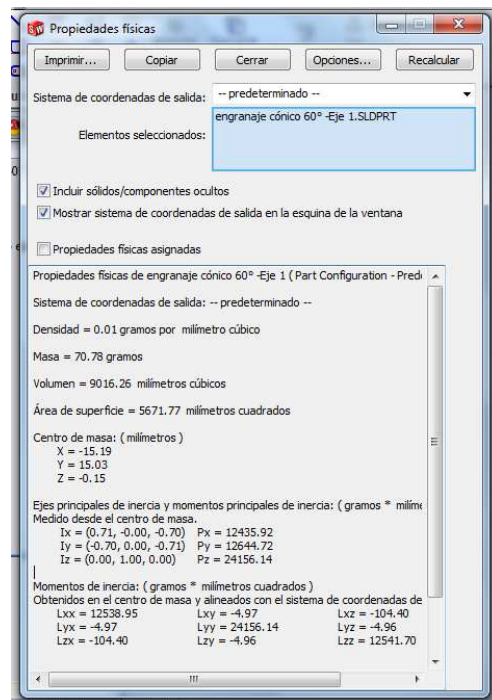 Propiedades físicas
Imprimir... Copiar Cerrar Opciones... Recalcular
Sistema de coordenadas de salida: -- predeterminado --
Elementos seleccionados: engranaje cónico 60° -Eje 1.SLDPRT
Incluir sólidos/componentes ocultos
Mostrar sistema de coordenadas de salida en la esquina de la ventana
Propiedades físicas asignadas
Propiedades físicas de engranaje cónico 60° -Eje 1 ( Part Configuration - Pred
Sistema de coordenadas de salida: -- predeterminado --
Densidad = 0.01 gramos por milímetro cúbico
Masa = 70.78 gramos
Volumen = 9016.26 milímetros cúbicos
Área de superficie = 5671.77 milímetros cuadrados
Centro de masa: ( milímetros )
X = -15.19
Y = 15.03
Z = -0.15
Ejes principales de inercia y momentos principales de inercia: ( gramos * milíme
Medido desde el centro de masa.
Ix = (0.71, -0.00, -0.70) Px = 12435.92
Iy = (-0.70, 0.00, -0.71) Py = 12644.72
Iz = (0.00, 1.00, 0.00) Pz = 24156.14
Momentos de inercia: ( gramos * milímetros cuadrados )
Obtenidos en el centro de masa y alineados con el sistema de coordenadas de
Lxx = 12538.95 Lxy = -4.97 Lxz = -104.40
Lyx = -4.97 Lyy = 24156.14 Lyz = -4.96
Lzx = -104.40 Lzy = -4.96 Lzz = 12541.70